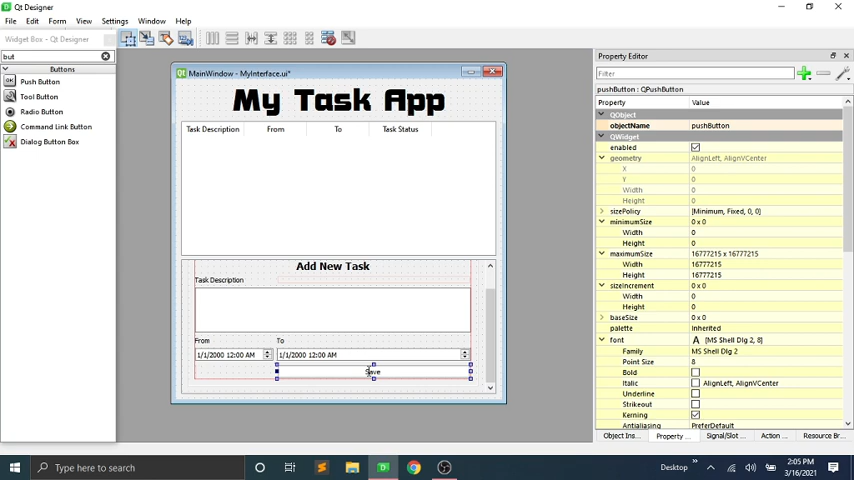 Qt Designer
File Edit Form View Settings Window Help
Widget Box - Qt Designer
but
Buttons
Push Button
Tool Button
Radio Button
Command Link Button
Dialog Button Box
MainWindow - MyInterface.ui*
My Task App
Task Description From To Task Status
Add New Task
Task Description
From To
1/1/2000 12:00 AM 1/1/2000 12:00 AM
Save
Property Editor
Filter
pushButton : QPushButton
Property Value
QObject
objectName pushButton
QWidget
enabled
geometry AlignLeft, AlignVCenter
X 0
Y 0
Width 0
Height 0
sizePolicy [Minimum, Fixed, 0, 0]
minimumSize 0 x 0
Width 0
Height 0
maximumSize 16777215 x 16777215
Width 16777215
Height 16777215
sizeIncrement 0 x 0
Width 0
Height 0
baseSize 0 x 0
palette Inherited
font A [MS Shell Dlg 2, 8]
Family MS Shell Dlg 2
Point Size 8
Bold
Italic AlignLeft, AlignVCenter
Underline
Strikeout
Kerning
Antialiasing PreferDefault
Object Ins... Property ... Signal/Slot ... Action ... Resource Br...
Type here to search
Desktop
2:05 PM
3/16/2021